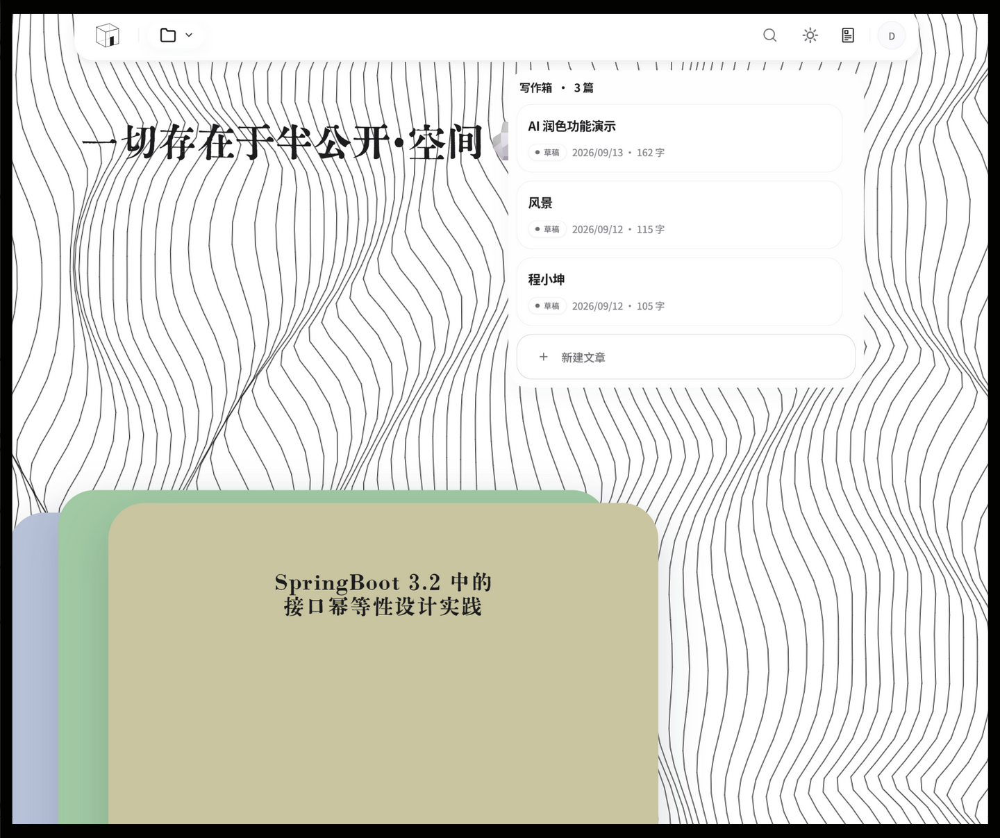 D
写作箱 · 3 篇
一切存在于半公开·空间
AI 润色功能演示
草稿 2026/09/13 · 162 字
风景
草稿 2026/09/12 · 115 字
程小坤
草稿 2026/09/12 · 105 字
+ 新建文章
SpringBoot 3.2 中的
接口幂等性设计实践